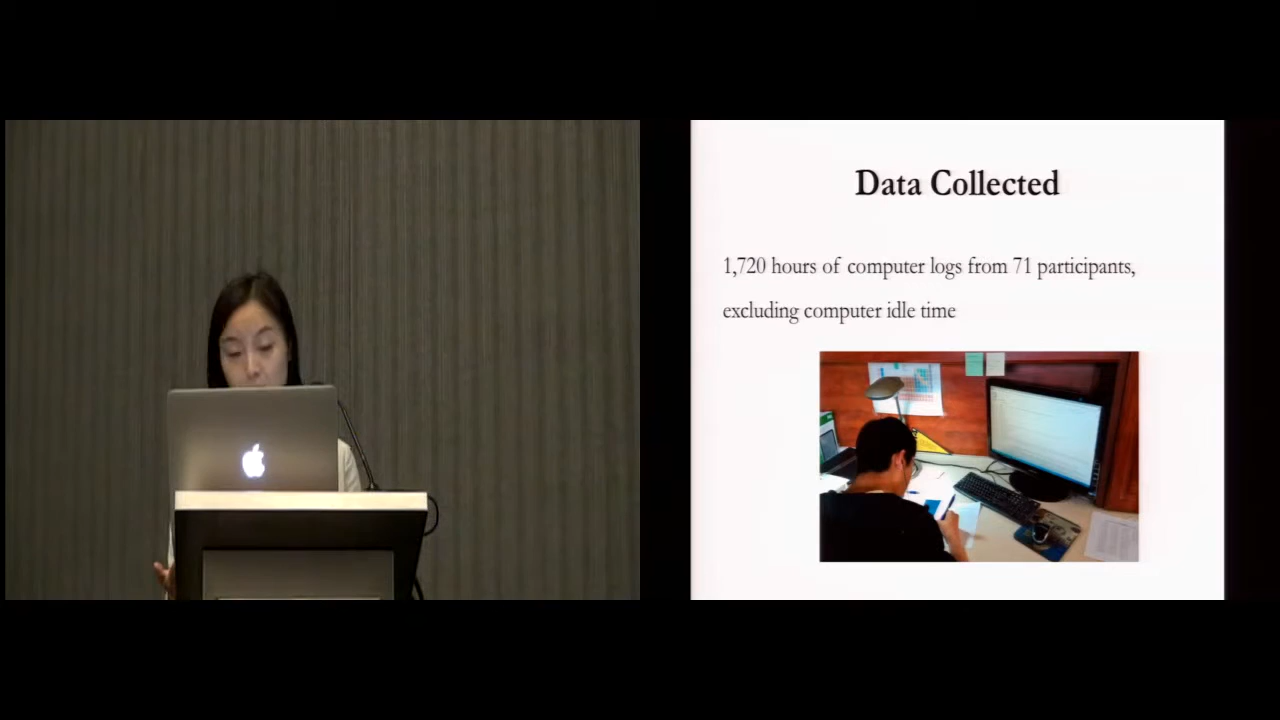 Data Collected
1,720 hours of computer logs from 71 participants,
excluding computer idle time